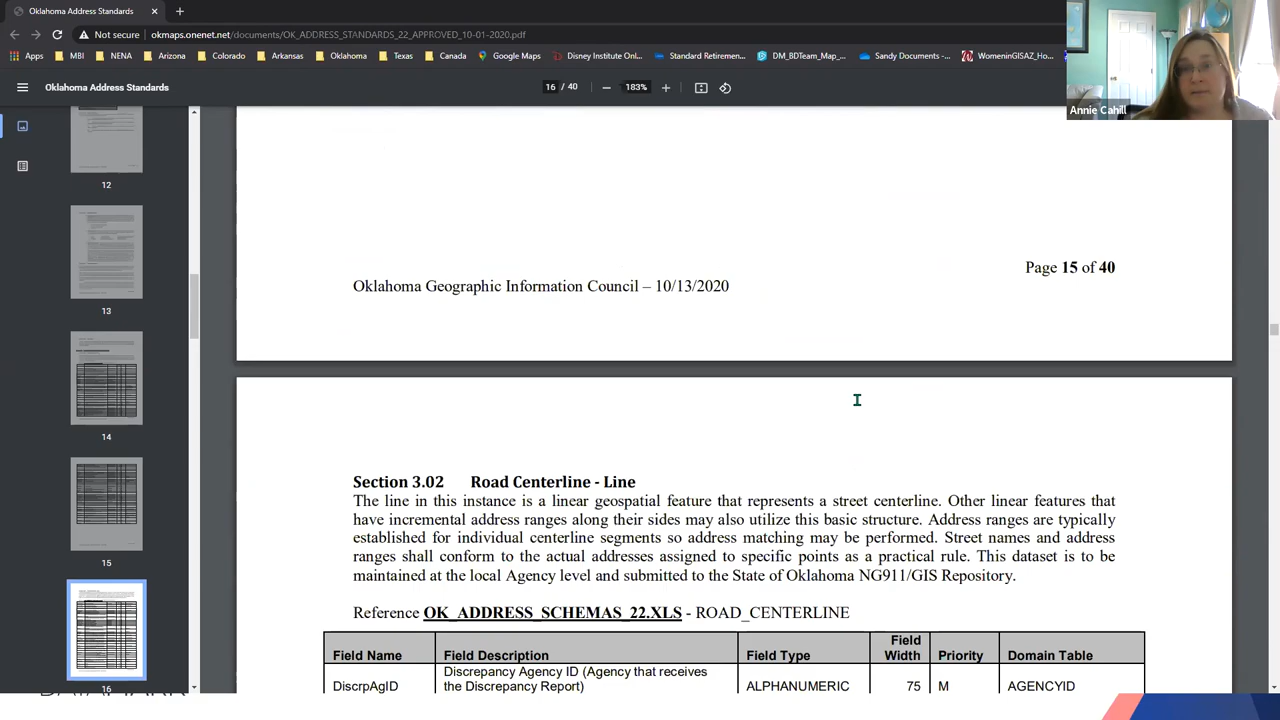 Oklahoma Address Standards
Not secure okmaps.onenet.net/documents/OK_ADDRESS_STANDARDS_22_APPROVED_10-01-2020.pdf
Apps MBI NENA Arizona Colorado Arkansas Oklahoma Texas Canada Google Maps Disney Institute Onl... Standard Retiremen... DM_BDTeam_Map_... Sandy Documents -... WomeninGISAZ_Ho...
Oklahoma Address Standards 16 / 40 183%
Annie Cahill
12
13
14
15
16
Page 15 of 40
Oklahoma Geographic Information Council – 10/13/2020
Section 3.02 Road Centerline - Line
The line in this instance is a linear geospatial feature that represents a street centerline. Other linear features that
have incremental address ranges along their sides may also utilize this basic structure. Address ranges are typically
established for individual centerline segments so address matching may be performed. Street names and address
ranges shall conform to the actual addresses assigned to specific points as a practical rule. This dataset is to be
maintained at the local Agency level and submitted to the State of Oklahoma NG911/GIS Repository.
Reference OK_ADDRESS_SCHEMAS_22.XLS - ROAD_CENTERLINE
Field Name Field Description Field Type Field Width Priority Domain Table
DiscrpAgID Discrepancy Agency ID (Agency that receives the Discrepancy Report) ALPHANUMERIC 75 M AGENCYID